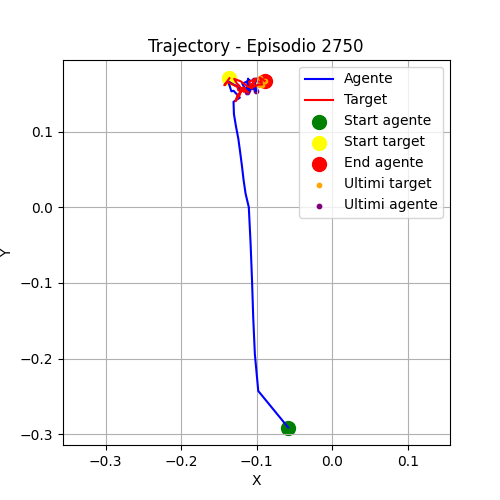 Trajectory - Episodio 2750
Agente
Target
Start agente
Start target
End agente
Ultimi target
Ultimi agente
0.1
0.0
−0.1
−0.2
−0.3
Y
−0.3
−0.2
−0.1
0.0
0.1
X